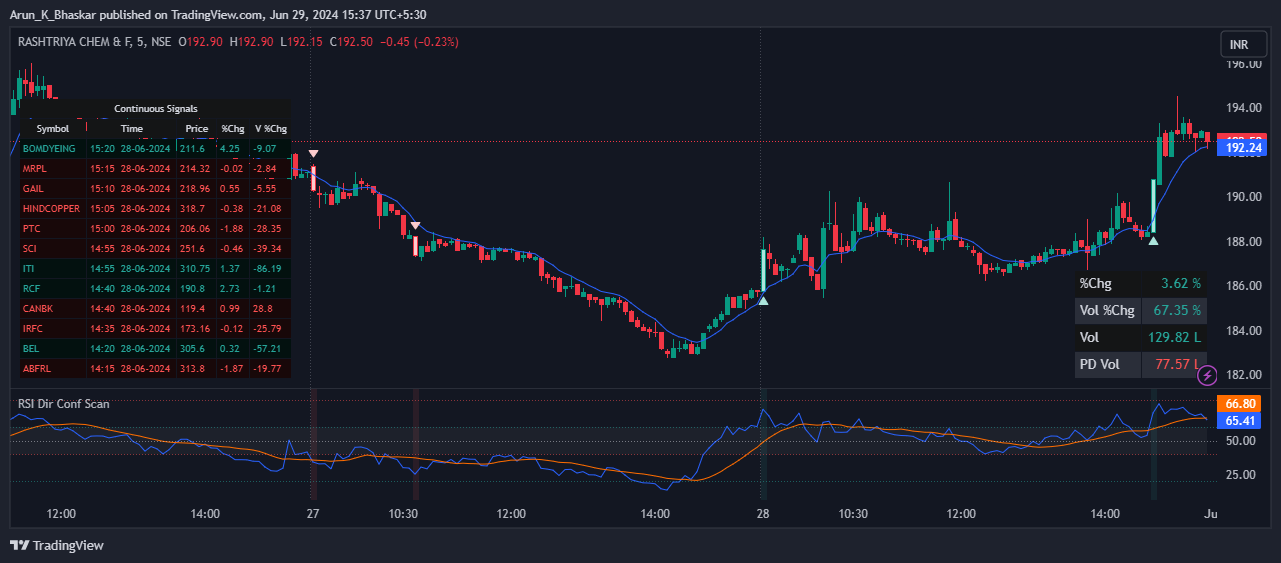 Arun_K_Bhaskar published on TradingView.com, Jun 29, 2024 15:37 UTC+5:30
RASHTRIYA CHEM & F, 5, NSE O192.90 H192.90 L192.15 C192.50 −0.45 (−0.23%)
INR
196.00
Continuous Signals
194.00
Symbol Time Price %Chg V %Chg
192.24
BOMDYEING 15:20 28-06-2024 211.6 4.25 -9.07
MRPL 15:15 28-06-2024 214.32 -0.02 -2.84
GAIL 15:10 28-06-2024 218.96 0.55 -5.55
190.00
HINDCOPPER 15:05 28-06-2024 318.7 -0.38 -21.08
PTC 15:00 28-06-2024 206.06 -1.88 -28.35
188.00
SCI 14:55 28-06-2024 251.6 -0.46 -39.34
ITI 14:55 28-06-2024 310.75 1.37 -86.19
RCF 14:40 28-06-2024 190.8 2.73 -1.21
186.00
CANBK 14:40 28-06-2024 119.4 0.99 28.8
IRFC 14:35 28-06-2024 173.16 -0.12 -25.79
184.00
BEL 14:20 28-06-2024 305.6 0.32 -57.21
ABFRL 14:15 28-06-2024 313.8 -1.87 -19.77
182.00
%Chg 3.62 %
Vol %Chg 67.35 %
Vol 129.82 L
PD Vol 77.57 L
RSI Dir Conf Scan
66.80
65.41
50.00
25.00
12:00 14:00 27 10:30 12:00 14:00 28 10:30 12:00 14:00 Ju
TradingView